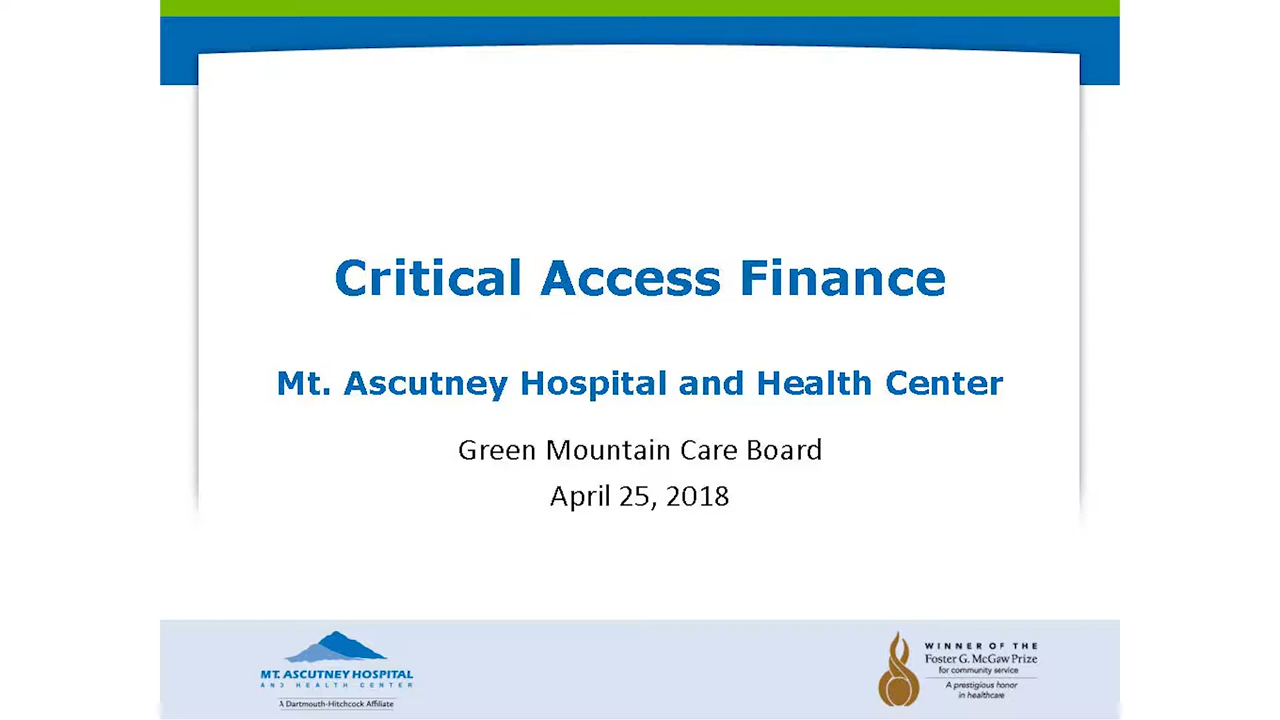 Critical Access Finance
Mt. Ascutney Hospital and Health Center
Green Mountain Care Board
April 25, 2018
MT. ASCUTNEY HOSPITAL
AND HEALTH CENTER
A Dartmouth-Hitchcock Affiliate
WINNER OF THE
Foster G. McGaw Prize
for community service
A prestigious honor
in healthcare